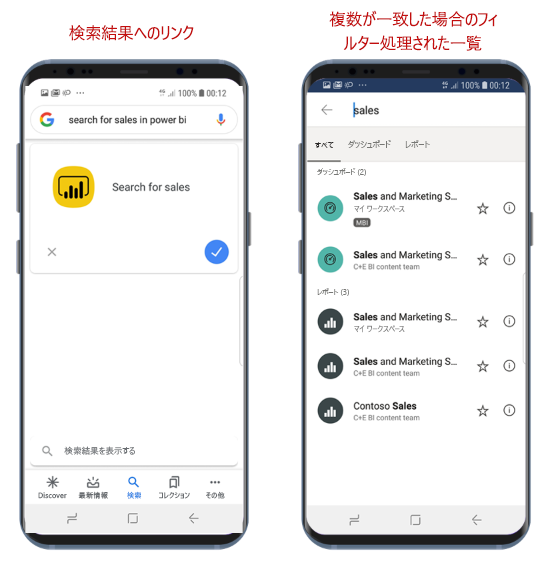 検索結果へのリンク
複数が一致した場合のフィ
ルター処理された一覧
4G 100% 00:12
search for sales in power bi
Search for sales
検索結果を表示する
Discover 最新情報 検索 コレクション その他
4G 100% 00:12
sales
すべて ダッシュボード レポート
ダッシュボード (2)
Sales and Marketing S...
マイ ワークスペース
MBI
Sales and Marketing S...
C+E BI content team
レポート (3)
Sales and Marketing S...
マイ ワークスペース
Sales and Marketing S...
C+E BI content team
Contoso Sales
C+E BI content team